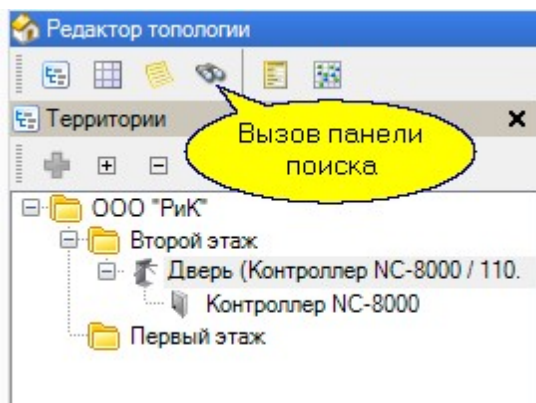 Редактор топологии
Территории
Вызов панели
поиска
ООО "РиК"
Второй этаж
Дверь (Контроллер NC-8000 / 110.
Контроллер NC-8000
Первый этаж